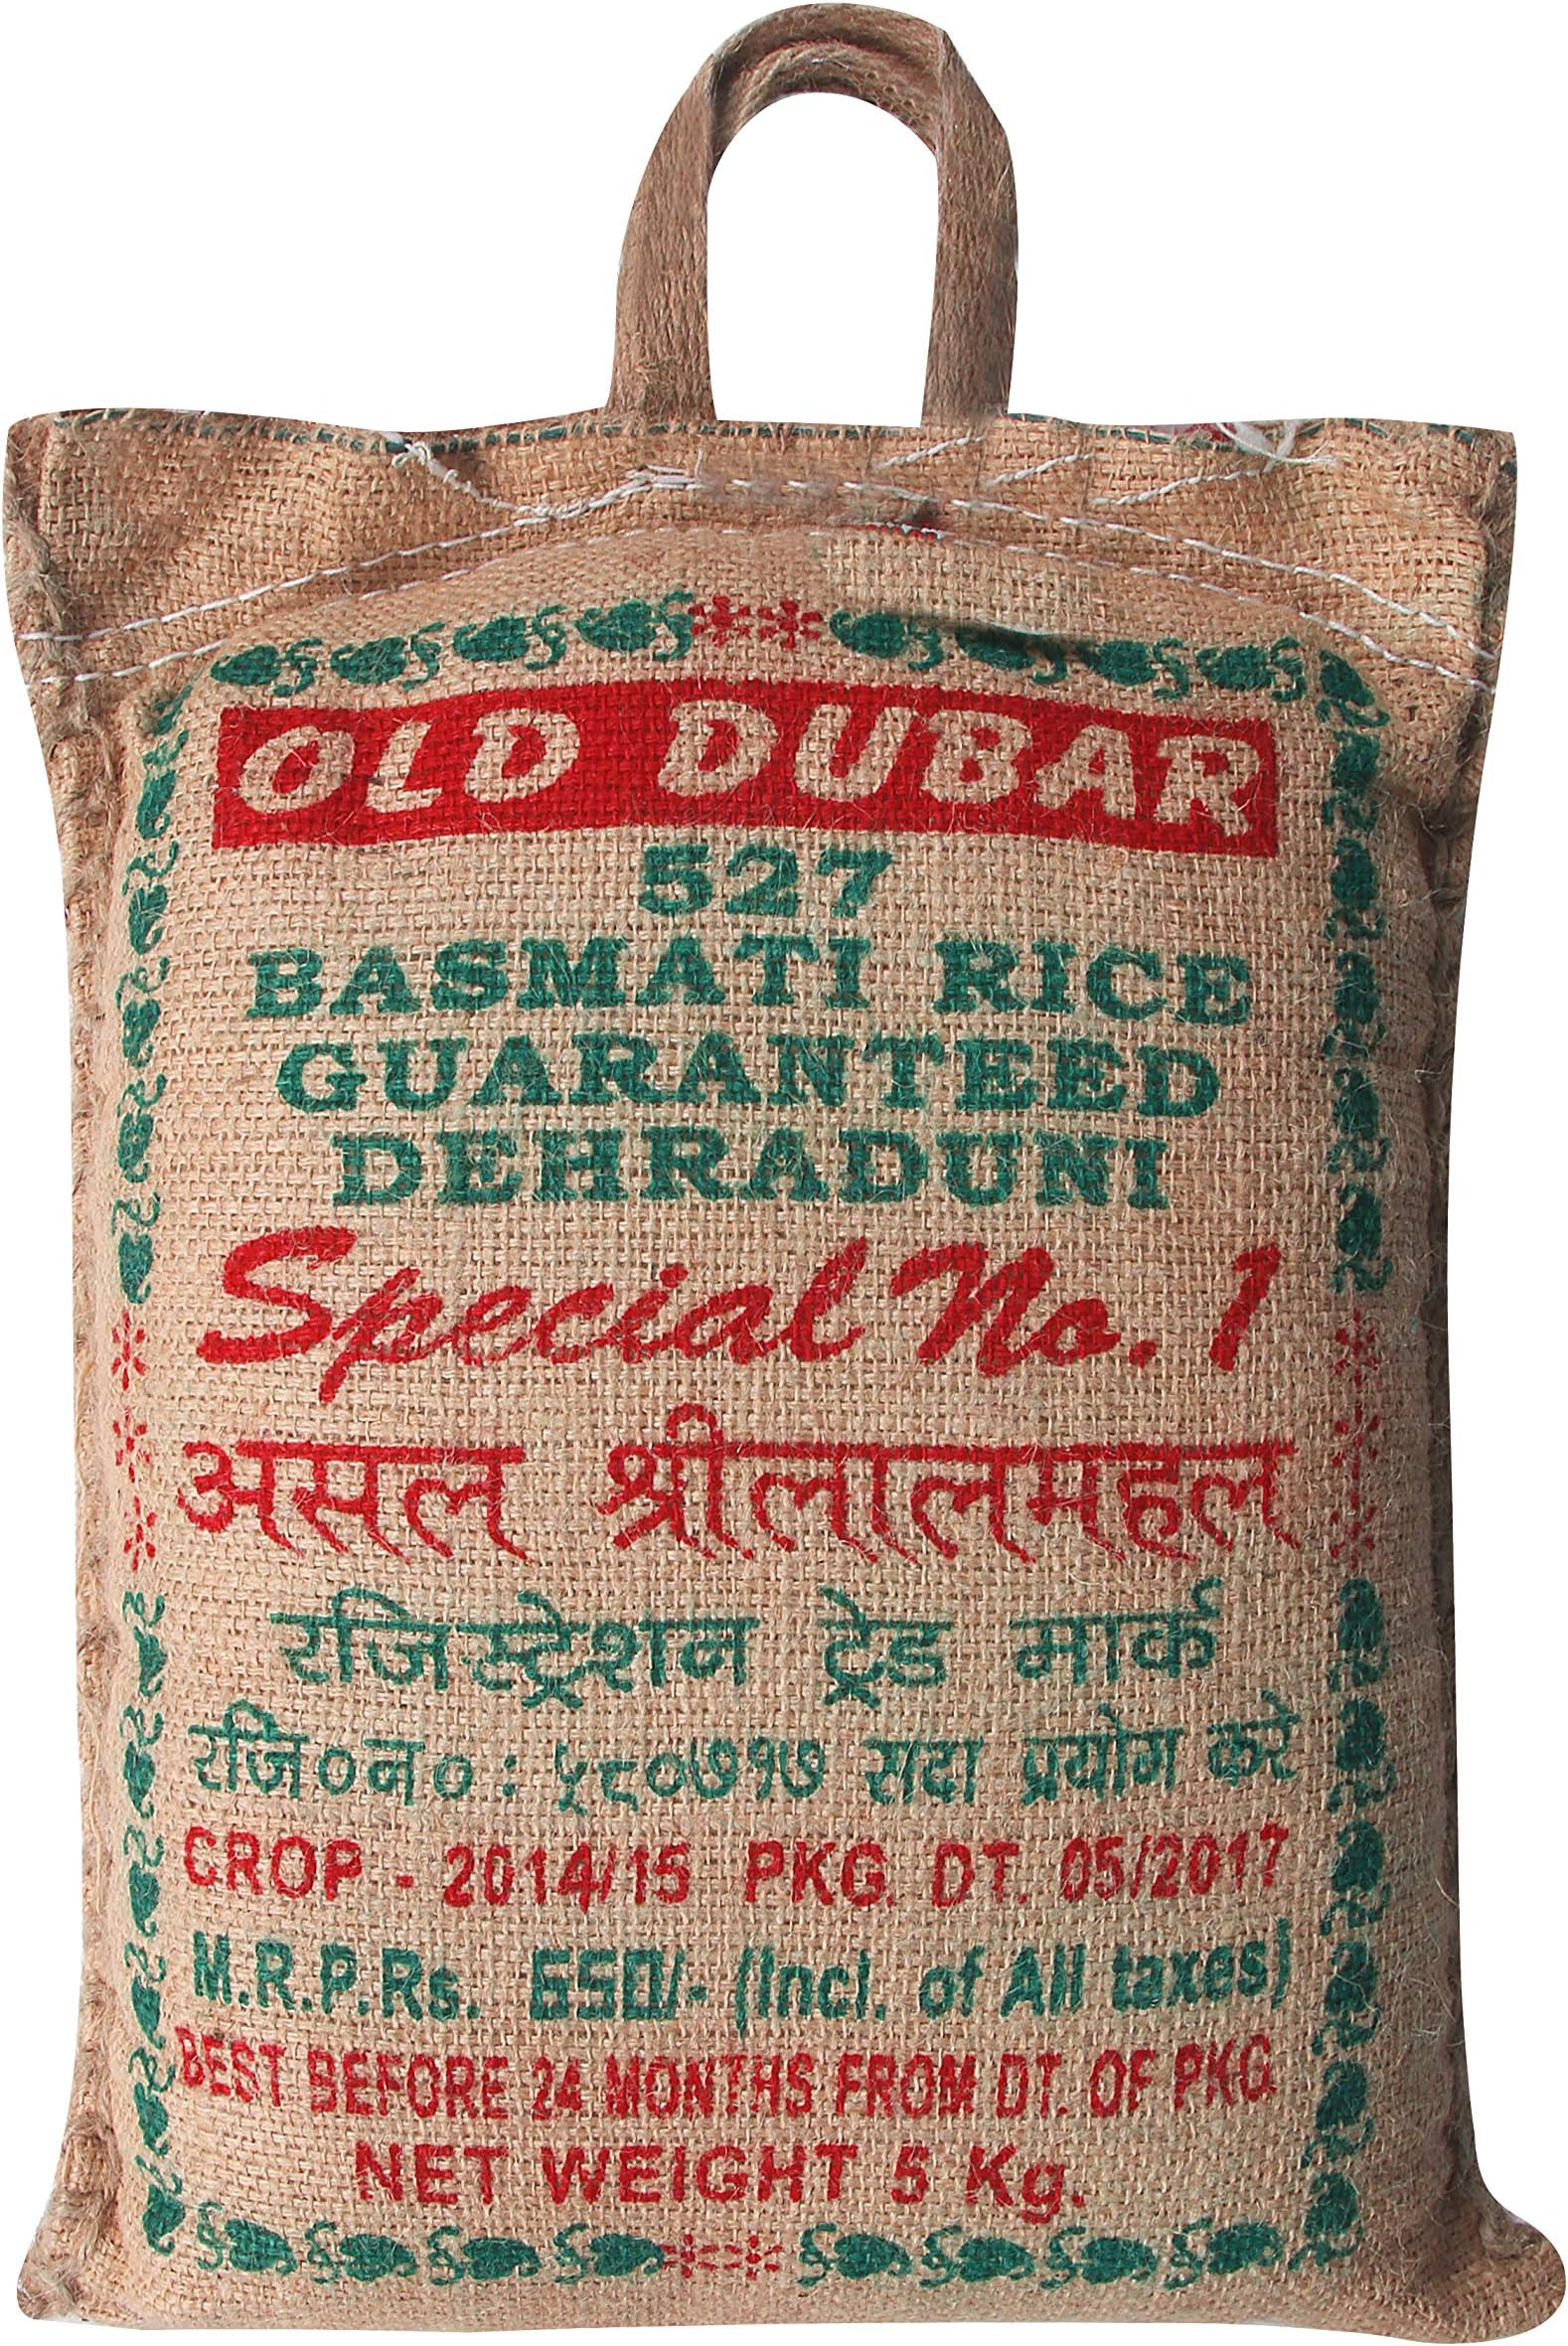 OLD DUBAR
527
BASMATI RICE
GUARANTEED
DEHRADUNI
Special No. 1
असल श्रीलालमहल
रजिस्ट्रेशन ट्रेड मार्क
रजि०न० : ५८०७१७ सदा प्रयोग करे
CROP - 2014/15 PKG. DT. 05/2017
M.R.P.Rs. 650/- (Incl. of All taxes)
BEST BEFORE 24 MONTHS FROM DT. OF PKG.
NET WEIGHT 5 Kg.